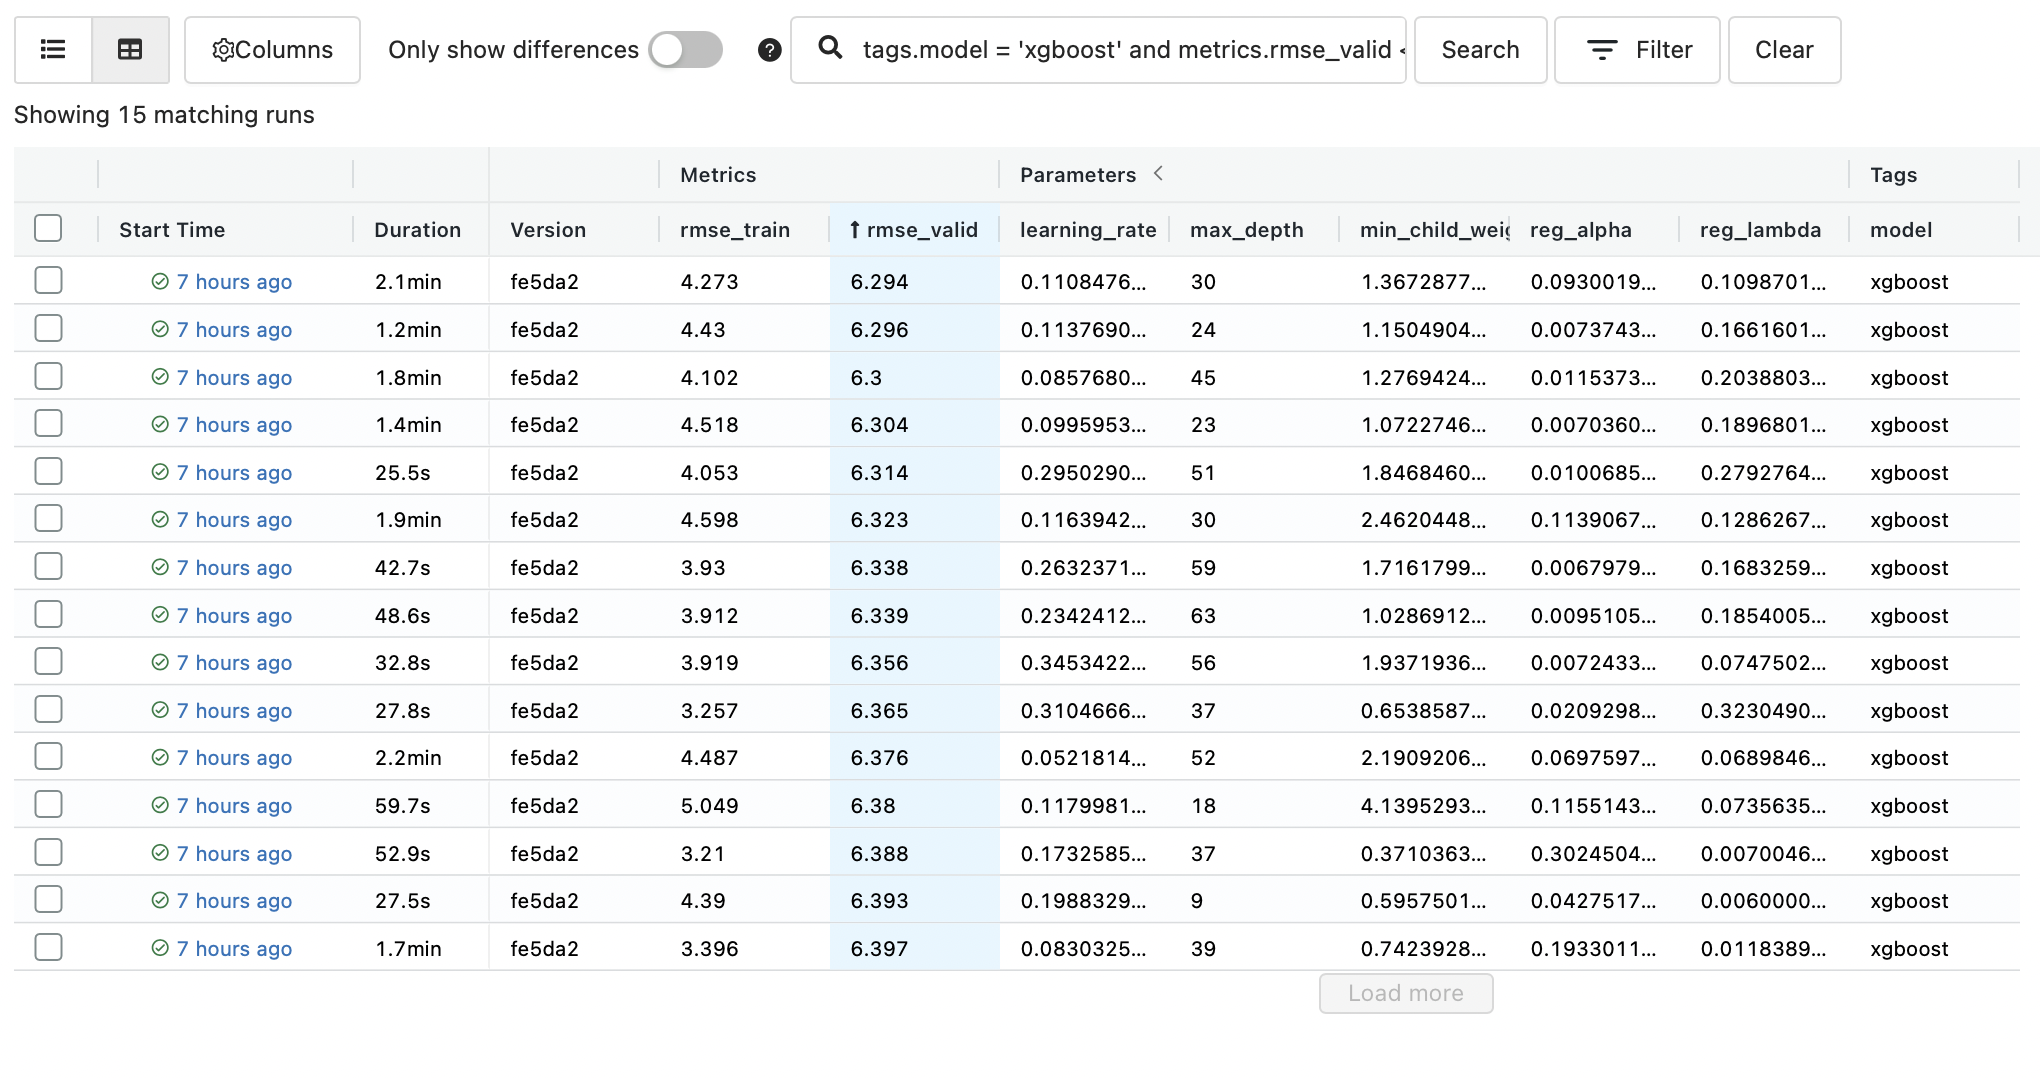 Columns Only show differences ? tags.model = 'xgboost' and metrics.rmse_valid < Search Filter Clear
Showing 15 matching runs
Metrics Parameters Tags
Start Time Duration Version rmse_train ↑ rmse_valid learning_rate max_depth min_child_weig reg_alpha reg_lambda model
7 hours ago 2.1min fe5da2 4.273 6.294 0.1108476... 30 1.3672877... 0.0930019... 0.1098701... xgboost
7 hours ago 1.2min fe5da2 4.43 6.296 0.1137690... 24 1.1504904... 0.0073743... 0.1661601... xgboost
7 hours ago 1.8min fe5da2 4.102 6.3 0.0857680... 45 1.2769424... 0.0115373... 0.2038803... xgboost
7 hours ago 1.4min fe5da2 4.518 6.304 0.0995953... 23 1.0722746... 0.0070360... 0.1896801... xgboost
7 hours ago 25.5s fe5da2 4.053 6.314 0.2950290... 51 1.8468460... 0.0100685... 0.2792764... xgboost
7 hours ago 1.9min fe5da2 4.598 6.323 0.1163942... 30 2.4620448... 0.1139067... 0.1286267... xgboost
7 hours ago 42.7s fe5da2 3.93 6.338 0.2632371... 59 1.7161799... 0.0067979... 0.1683259... xgboost
7 hours ago 48.6s fe5da2 3.912 6.339 0.2342412... 63 1.0286912... 0.0095105... 0.1854005... xgboost
7 hours ago 32.8s fe5da2 3.919 6.356 0.3453422... 56 1.9371936... 0.0072433... 0.0747502... xgboost
7 hours ago 27.8s fe5da2 3.257 6.365 0.3104666... 37 0.6538587... 0.0209298... 0.3230490... xgboost
7 hours ago 2.2min fe5da2 4.487 6.376 0.0521814... 52 2.1909206... 0.0697597... 0.0689846... xgboost
7 hours ago 59.7s fe5da2 5.049 6.38 0.1179981... 18 4.1395293... 0.1155143... 0.0735635... xgboost
7 hours ago 52.9s fe5da2 3.21 6.388 0.1732585... 37 0.3710363... 0.3024504... 0.0070046... xgboost
7 hours ago 27.5s fe5da2 4.39 6.393 0.1988329... 9 0.5957501... 0.0427517... 0.0060000... xgboost
7 hours ago 1.7min fe5da2 3.396 6.397 0.0830325... 39 0.7423928... 0.1933011... 0.0118389... xgboost
Load more